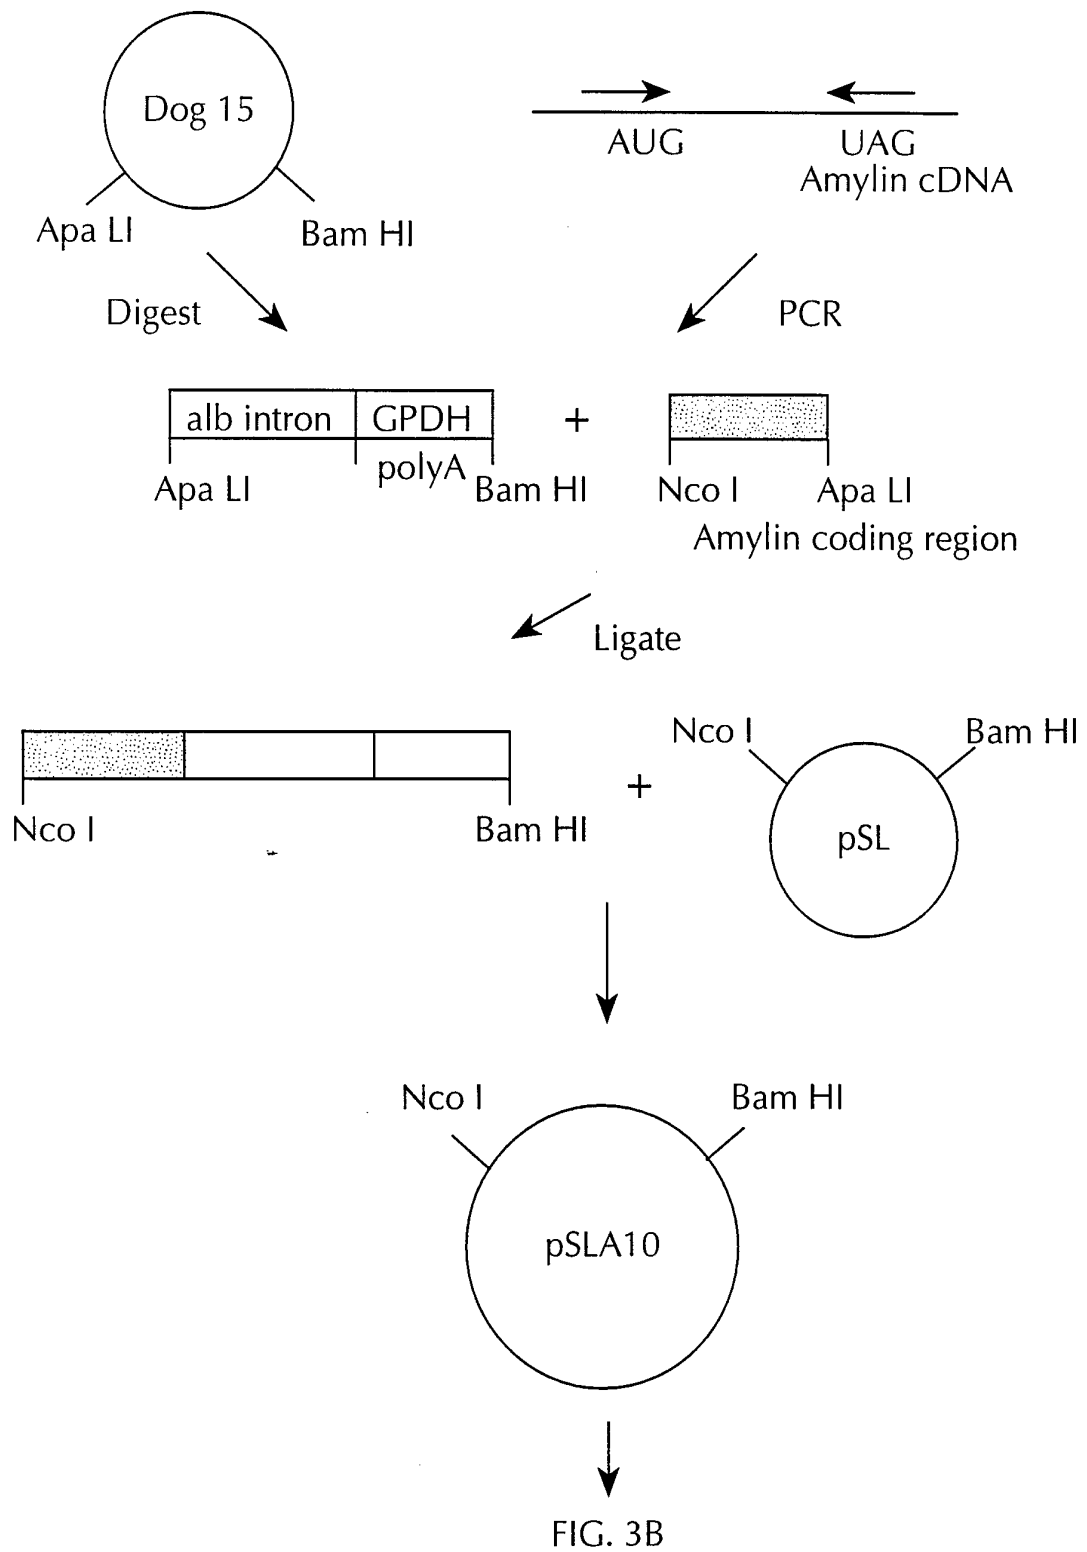 Dog 15
AUG
UAG
Amylin cDNA
Apa LI
Bam HI
Digest
PCR
alb intron
GPDH
+
polyA
Apa LI
Bam HI
Nco I
Apa LI
Amylin coding region
Ligate
Nco I
Bam HI
+
pSL
Nco I
Bam HI
Nco I
Bam HI
pSLA10
FIG. 3B